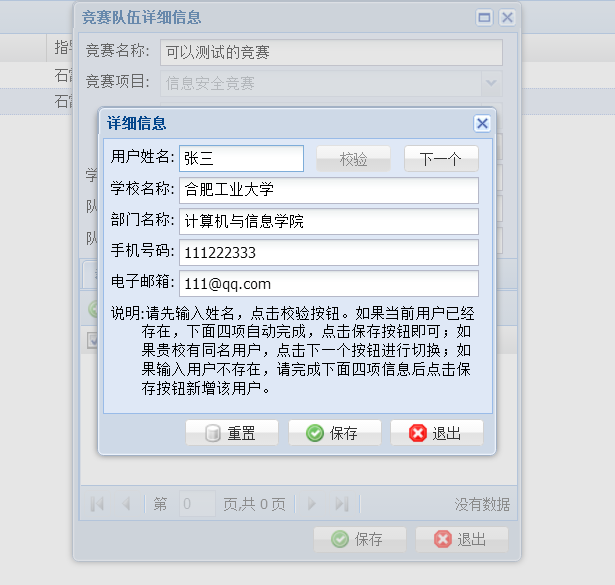 竞赛队伍详细信息
指
竞赛名称: 可以测试的竞赛
石
竞赛项目: 信息安全竞赛
石
详细信息
用户姓名: 张三 校验 下一个
学校名称: 合肥工业大学
学
部门名称: 计算机与信息学院
队
手机号码: 111222333
队
电子邮箱: 111@qq.com
说明:请先输入姓名，点击校验按钮。如果当前用户已经
存在，下面四项自动完成，点击保存按钮即可；如
果贵校有同名用户，点击下一个按钮进行切换；如
果输入用户不存在，请完成下面四项信息后点击保
存按钮新增该用户。
重置 保存 退出
第 0 页,共 0 页 没有数据
保存 退出